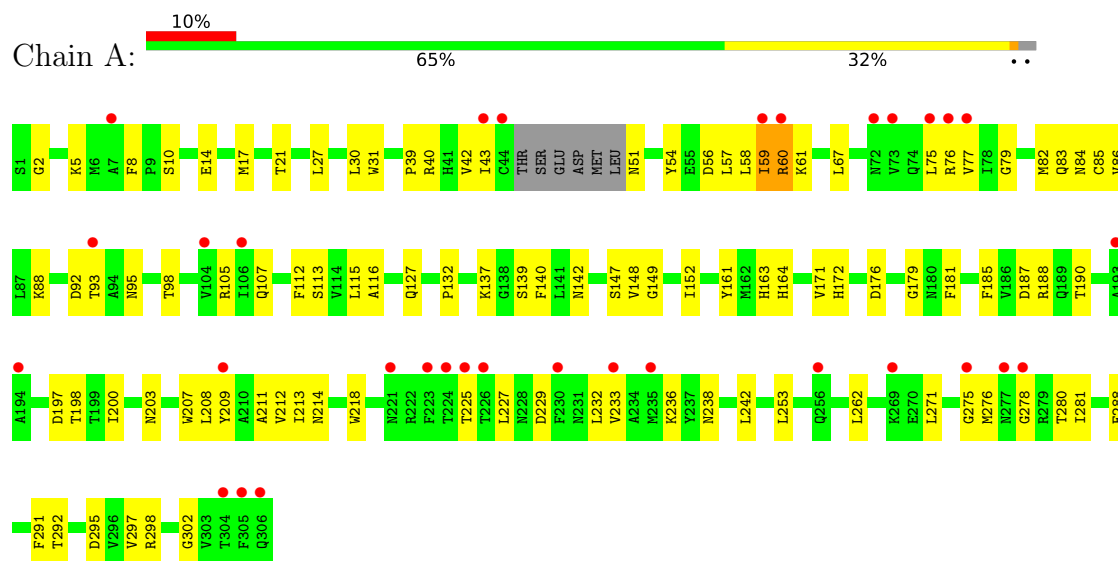 10%
Chain A:
65% 32% • •
S1 G2 K5 M6 A7 F8 P9 S10 E14 M17 T21 L27 L30 W31 P39 R40 H41 V42 I43 C44 THR SER GLU ASP MET LEU N51 Y54 E55 D56 L57 L58 I59 R60 K61 L67 N72 V73 Q74 L75 R76 V77 I78 G79 M82 Q83 N84 C85 V86
L87 K88 D92 T93 A94 N95 T98 V104 R105 I106 Q107 F112 S113 V114 L115 A116 Q127 P132 K137 G138 S139 F140 L141 N142 S147 V148 G149 I152 Y161 M162 H163 H164 V171 H172 D176 G179 N180 F181 F185 V186 D187 R188 Q189 T190 A193
A194 D197 T198 T199 I200 N203 W207 L208 Y209 A210 A211 V212 I213 N214 W218 N221 R222 F223 T224 T225 T226 L227 N228 D229 F230 N231 L232 V233 A234 M235 K236 Y237 N238 L242 L253 Q256 L262 K269 E270 L271 G275 M276 N277 G278 R279 T280 I281
F291 T292 D295 V296 V297 R298 G302 V303 T304 F305 Q306